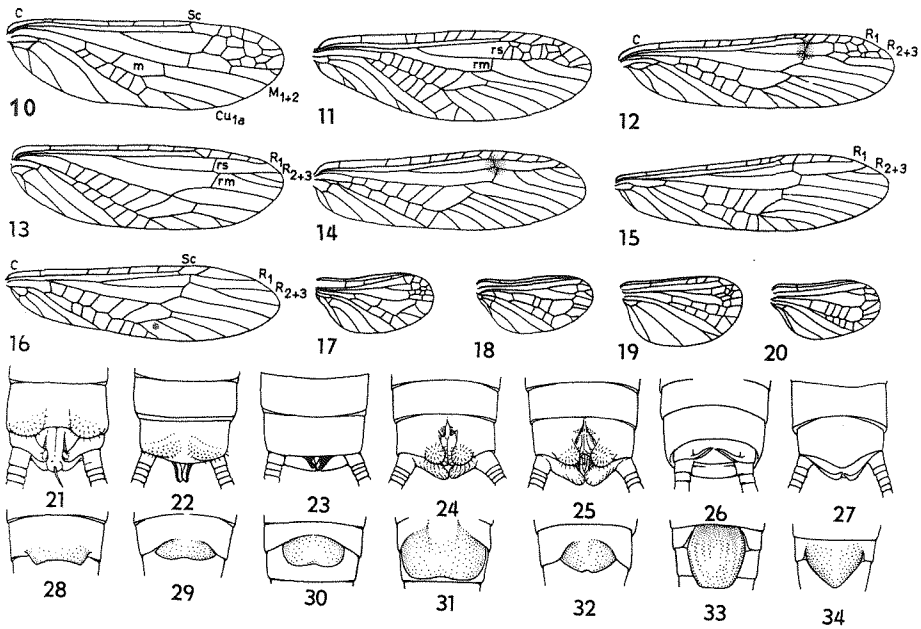 C Sc
m
M1+2
Cu1a
10
rs
rm
11
C R1
R2+3
12
R1
R2+3
rs
rm
13
14
R1
R2+3
15
C Sc
R1
R2+3
*
16
17
18
19
20
21 22 23 24 25 26 27
28 29 30 31 32 33 34